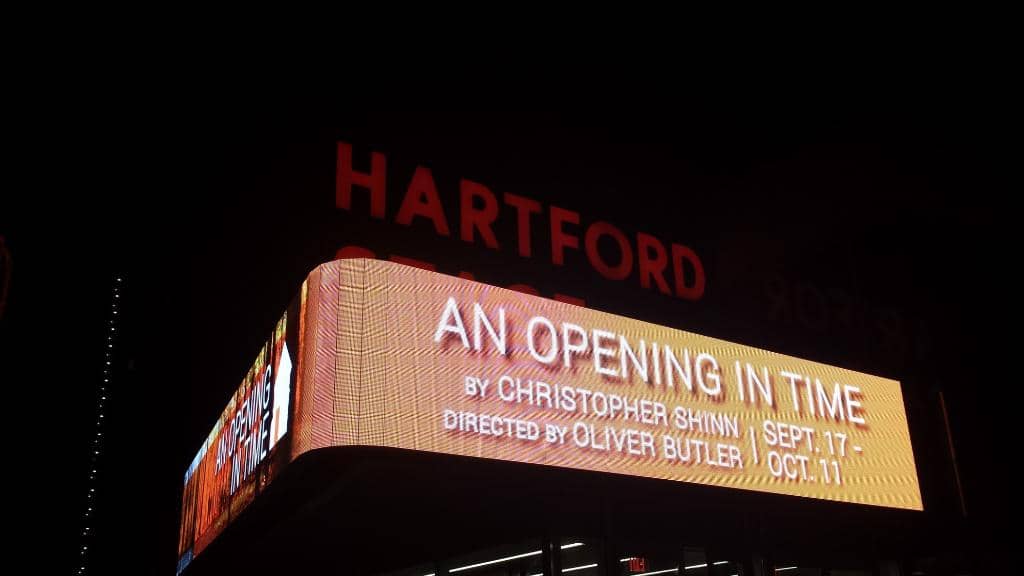 HARTFORD
STAGE
AN OPENING IN TIME
BY CHRISTOPHER SHINN
DIRECTED BY OLIVER BUTLER
SEPT. 17 -
OCT. 11
AN OPENING
IN TIME